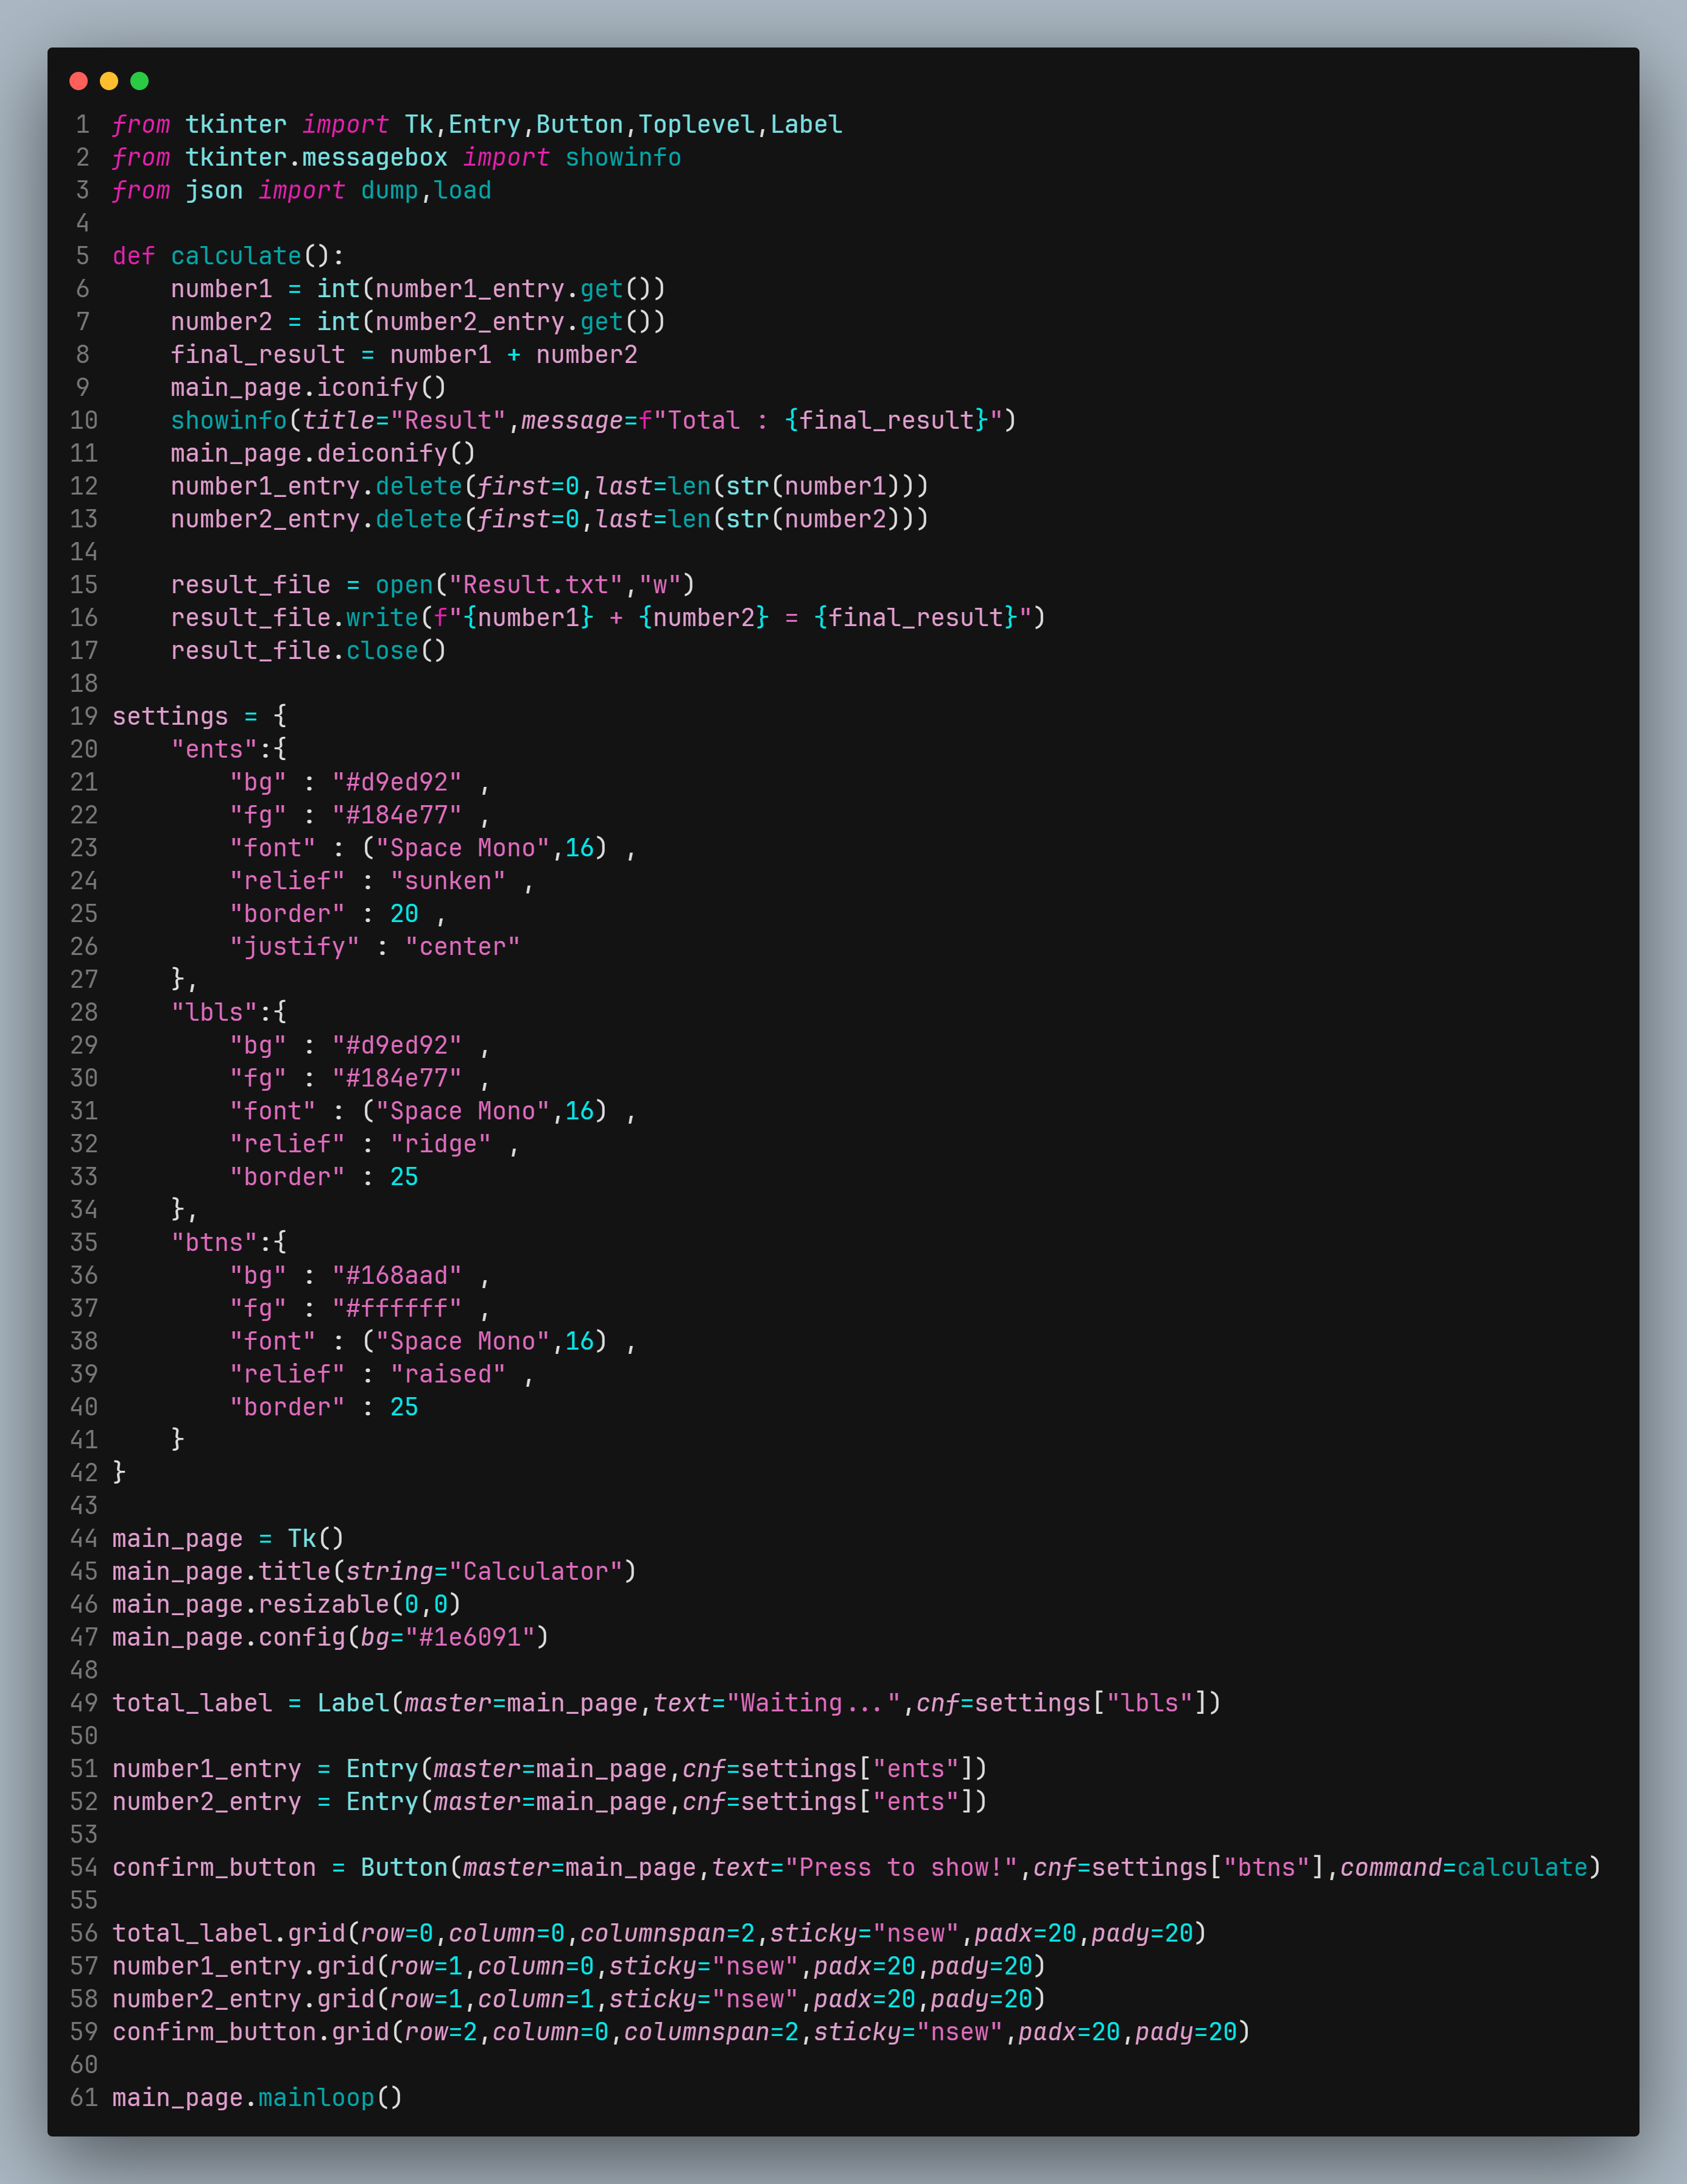 1 from tkinter import Tk,Entry,Button,Toplevel,Label
2 from tkinter.messagebox import showinfo
3 from json import dump,load
4
5 def calculate():
6     number1 = int(number1_entry.get())
7     number2 = int(number2_entry.get())
8     final_result = number1 + number2
9     main_page.iconify()
10     showinfo(title="Result",message=f"Total : {final_result}")
11     main_page.deiconify()
12     number1_entry.delete(first=0,last=len(str(number1)))
13     number2_entry.delete(first=0,last=len(str(number2)))
14
15     result_file = open("Result.txt","w")
16     result_file.write(f"{number1} + {number2} = {final_result}")
17     result_file.close()
18
19 settings = {
20     "ents":{
21         "bg" : "#d9ed92" ,
22         "fg" : "#184e77" ,
23         "font" : ("Space Mono",16) ,
24         "relief" : "sunken" ,
25         "border" : 20 ,
26         "justify" : "center"
27     },
28     "lbls":{
29         "bg" : "#d9ed92" ,
30         "fg" : "#184e77" ,
31         "font" : ("Space Mono",16) ,
32         "relief" : "ridge" ,
33         "border" : 25
34     },
35     "btns":{
36         "bg" : "#168aad" ,
37         "fg" : "#ffffff" ,
38         "font" : ("Space Mono",16) ,
39         "relief" : "raised" ,
40         "border" : 25
41     }
42 }
43
44 main_page = Tk()
45 main_page.title(string="Calculator")
46 main_page.resizable(0,0)
47 main_page.config(bg="#1e6091")
48
49 total_label = Label(master=main_page,text="Waiting...",cnf=settings["lbls"])
50
51 number1_entry = Entry(master=main_page,cnf=settings["ents"])
52 number2_entry = Entry(master=main_page,cnf=settings["ents"])
53
54 confirm_button = Button(master=main_page,text="Press to show!",cnf=settings["btns"],command=calculate)
55
56 total_label.grid(row=0,column=0,columnspan=2,sticky="nsew",padx=20,pady=20)
57 number1_entry.grid(row=1,column=0,sticky="nsew",padx=20,pady=20)
58 number2_entry.grid(row=1,column=1,sticky="nsew",padx=20,pady=20)
59 confirm_button.grid(row=2,column=0,columnspan=2,sticky="nsew",padx=20,pady=20)
60
61 main_page.mainloop()